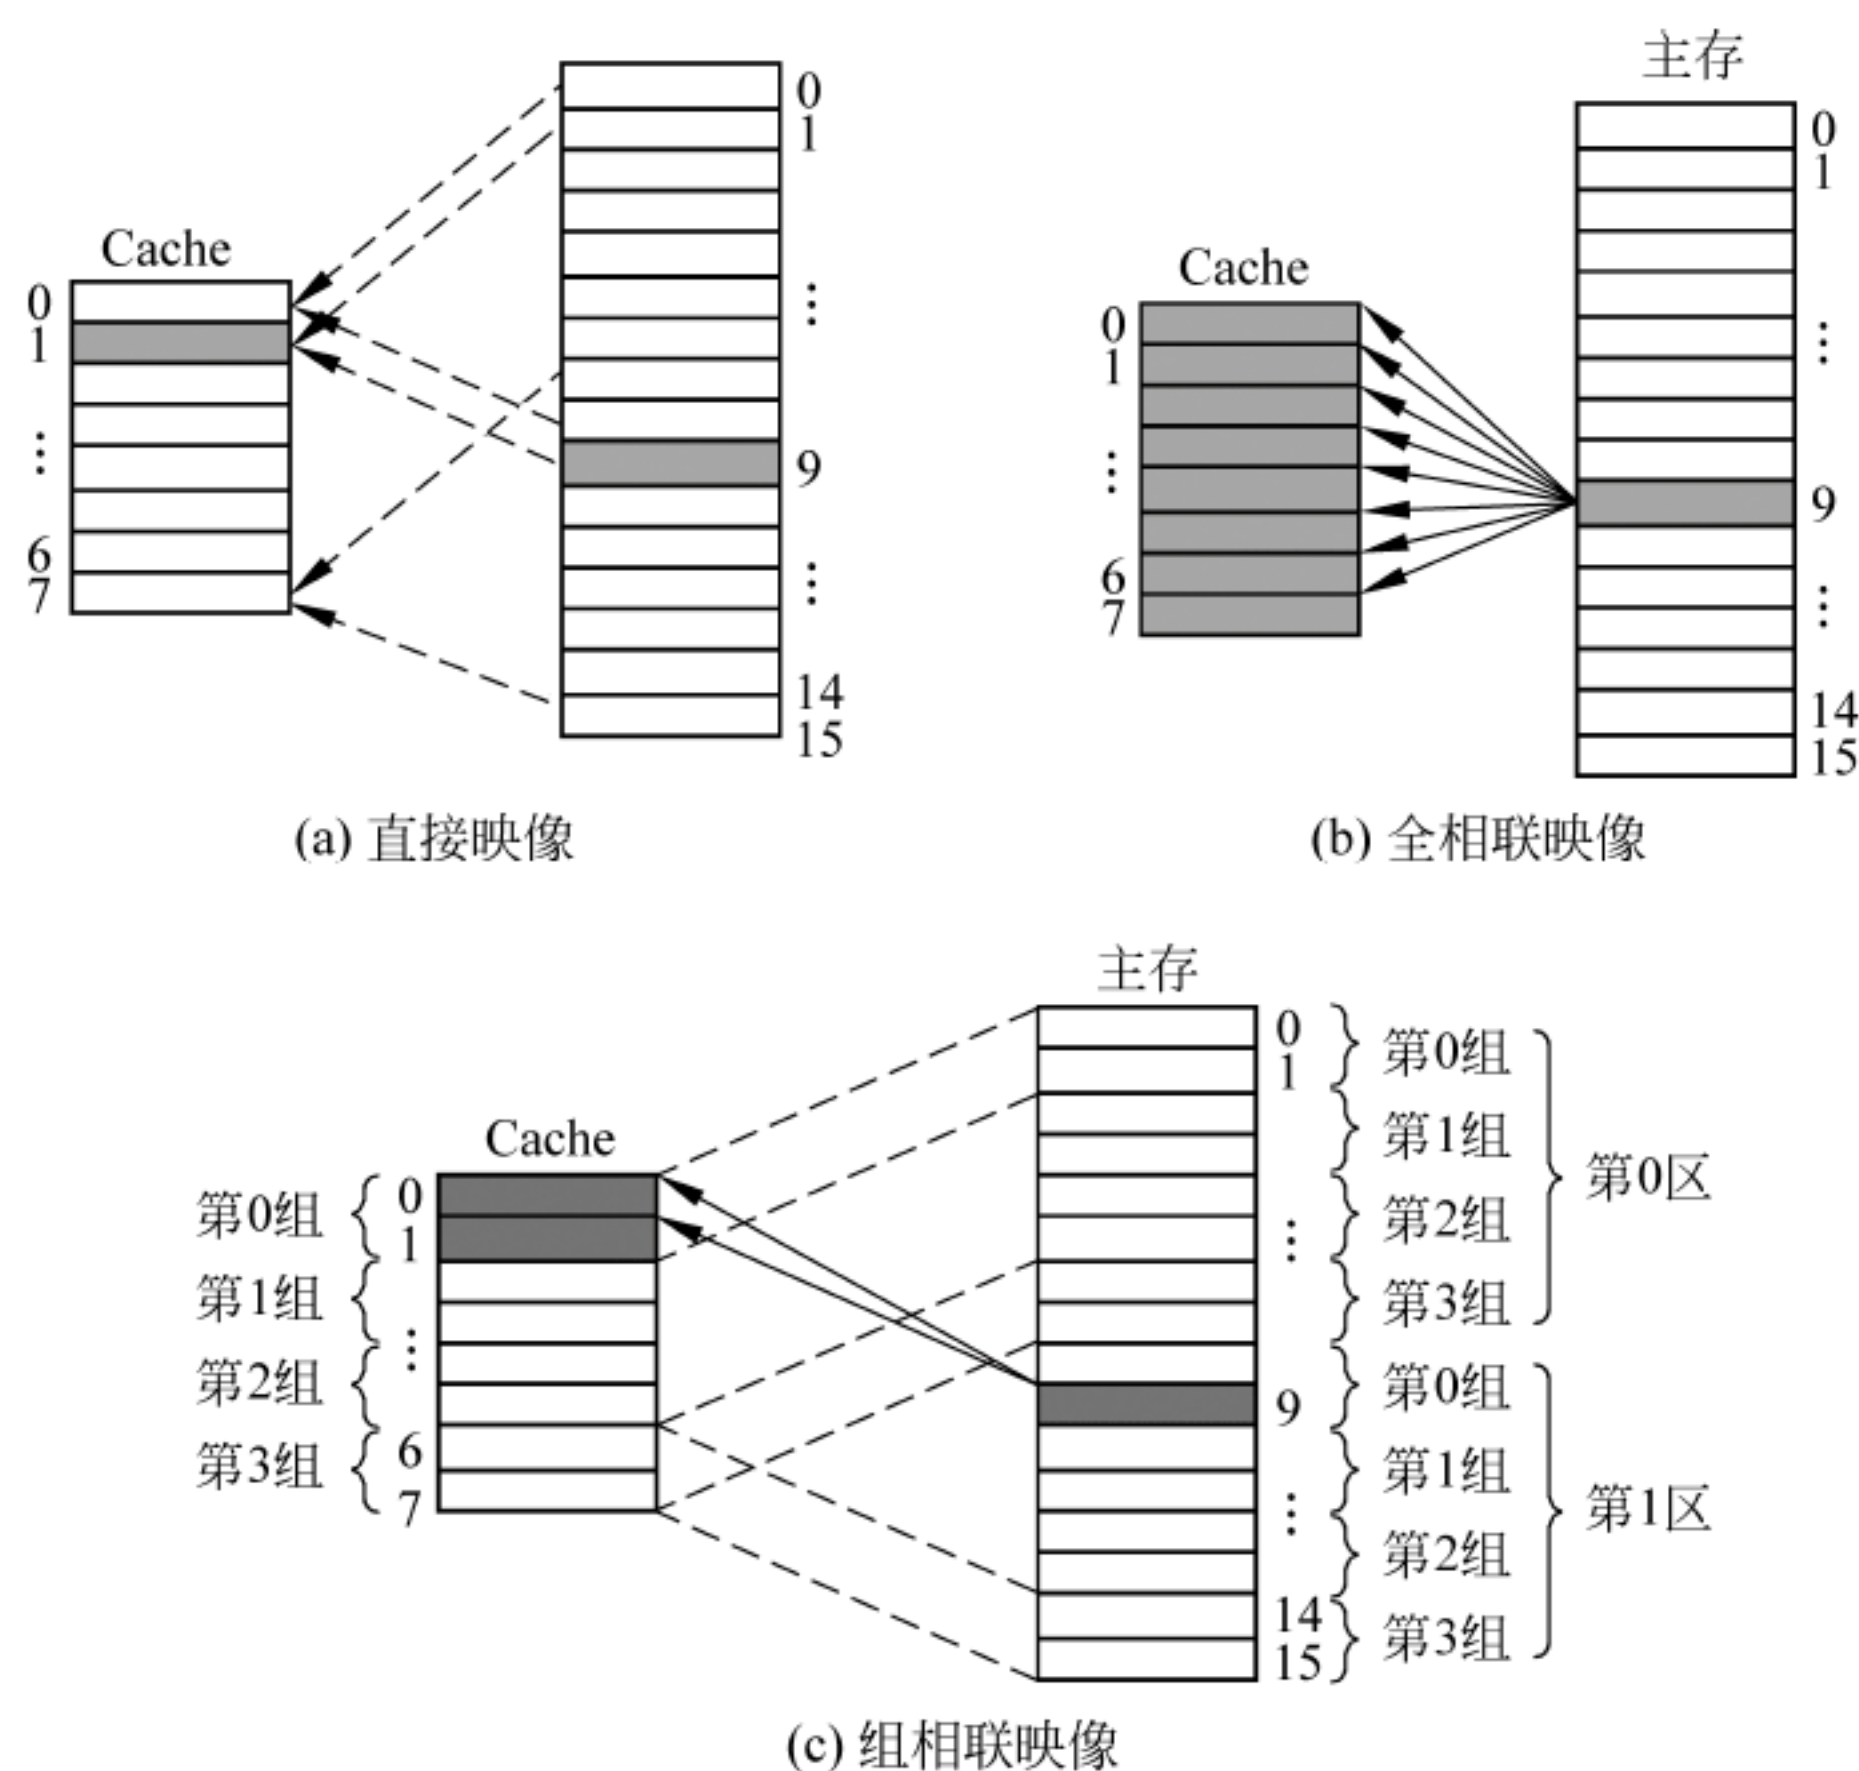 Cache
0
1
⋮
6
7
0
1
⋮
9
⋮
14
15
(a) 直接映像
Cache
0
1
⋮
6
7
主存
0
1
⋮
9
⋮
14
15
(b) 全相联映像
Cache
第0组
第1组
第2组
第3组
0
1
⋮
6
7
主存
0
1
⋮
9
⋮
14
15
第0组
第1组
第2组
第3组
第0组
第1组
第2组
第3组
第0区
第1区
(c) 组相联映像